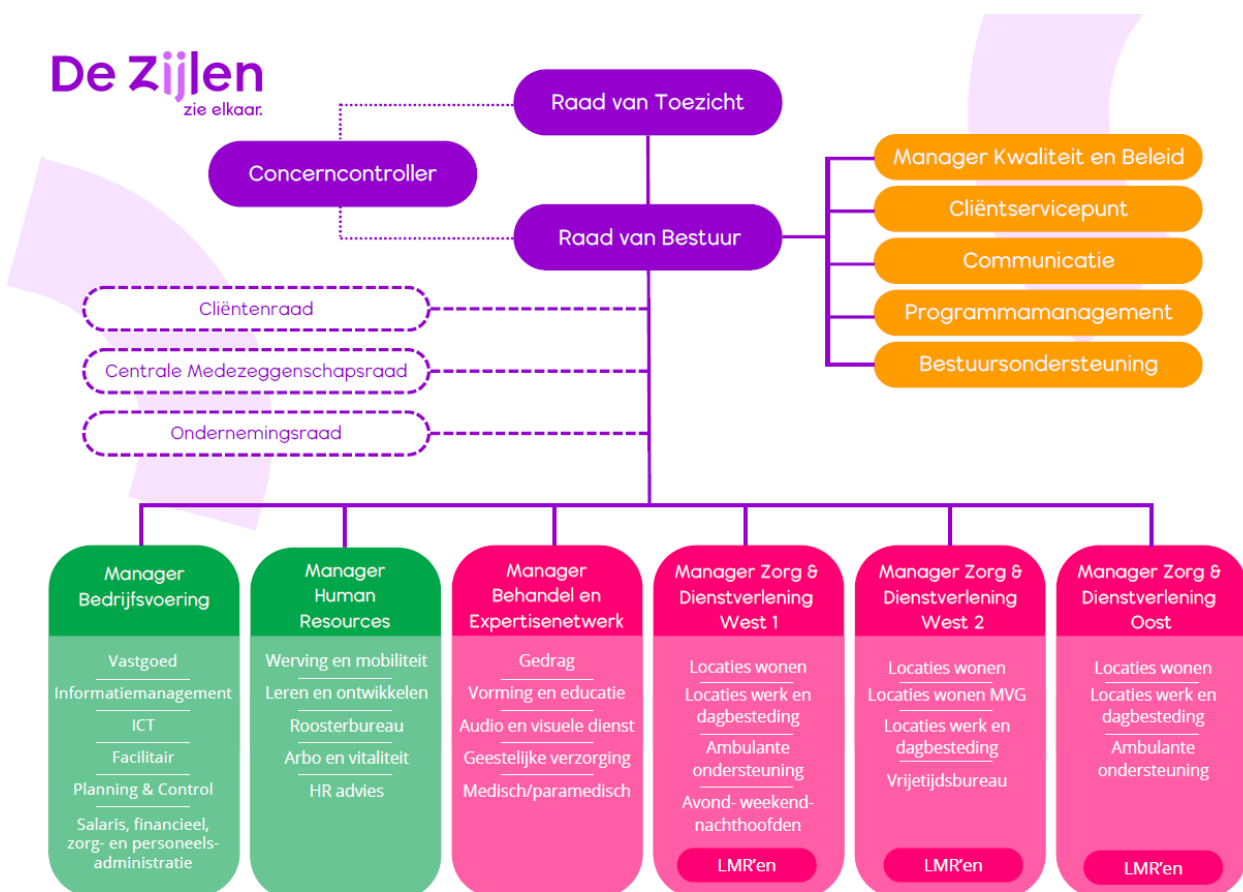 De Zijlen
zie elkaar.
Raad van Toezicht
Concerncontroller
Raad van Bestuur
Manager Kwaliteit en Beleid
Cliëntservicepunt
Communicatie
Programmamanagement
Bestuursondersteuning
Cliëntenraad
Centrale Medezeggenschapsraad
Ondernemingsraad
Manager
Bedrijfsvoering
Vastgoed
Informatiemanagement
ICT
Facilitair
Planning & Control
Salaris, financieel,
zorg- en personeels-
administratie
Manager
Human
Resources
Werving en mobiliteit
Leren en ontwikkelen
Roosterbureau
Arbo en vitaliteit
HR advies
Manager
Behandel en
Expertisenetwerk
Gedrag
Vorming en educatie
Audio en visuele dienst
Geestelijke verzorging
Medisch/paramedisch
Manager Zorg &
Dienstverlening
West 1
Locaties wonen
Locaties werk en
dagbesteding
Ambulante
ondersteuning
Avond- weekend-
nachthoofden
LMR'en
Manager Zorg &
Dienstverlening
West 2
Locaties wonen
Locaties wonen MVG
Locaties werk en
dagbesteding
Vrijetijdsbureau
LMR'en
Manager Zorg &
Dienstverlening
Oost
Locaties wonen
Locaties werk en
dagbesteding
Ambulante
ondersteuning
LMR'en